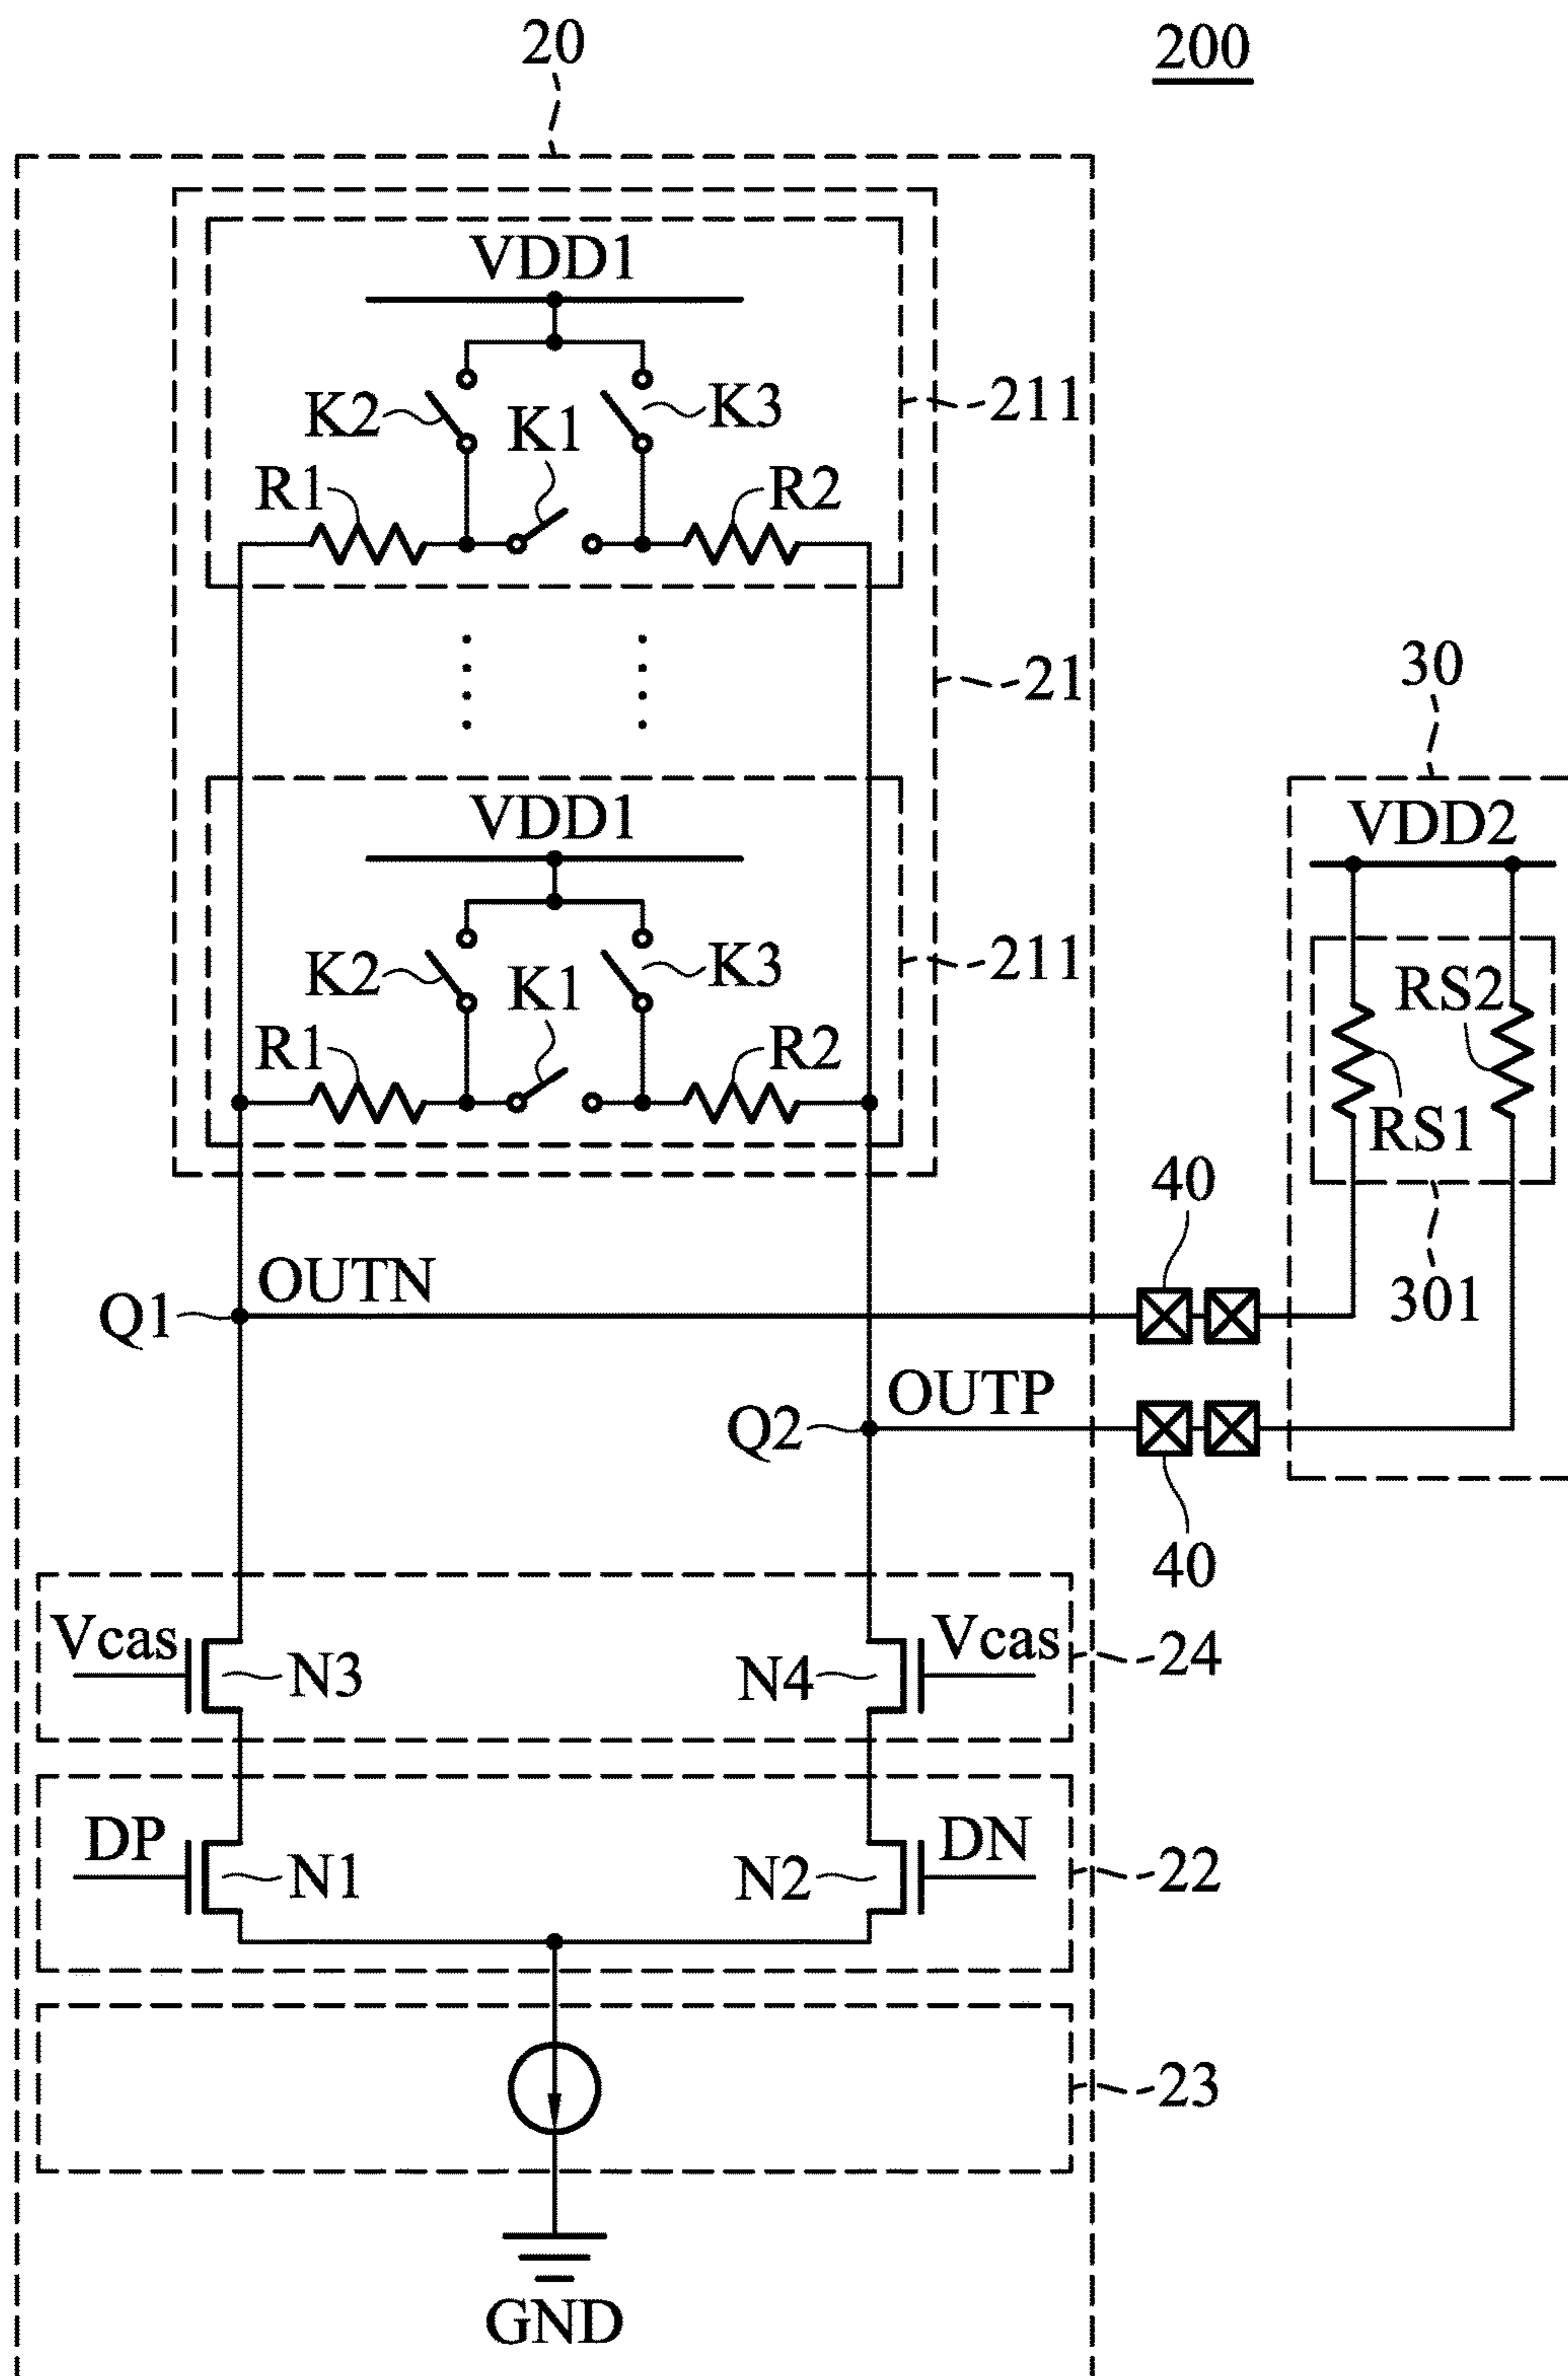 20
200
VDD1
K2
K1
K3
211
R1
R2
21
30
VDD1
VDD2
K2
K1
K3
211
RS2
R1
R2
RS1
40
OUTN
Q1
301
OUTP
Q2
40
Vcas
N3
N4
Vcas
24
DP
N1
N2
DN
22
23
GND